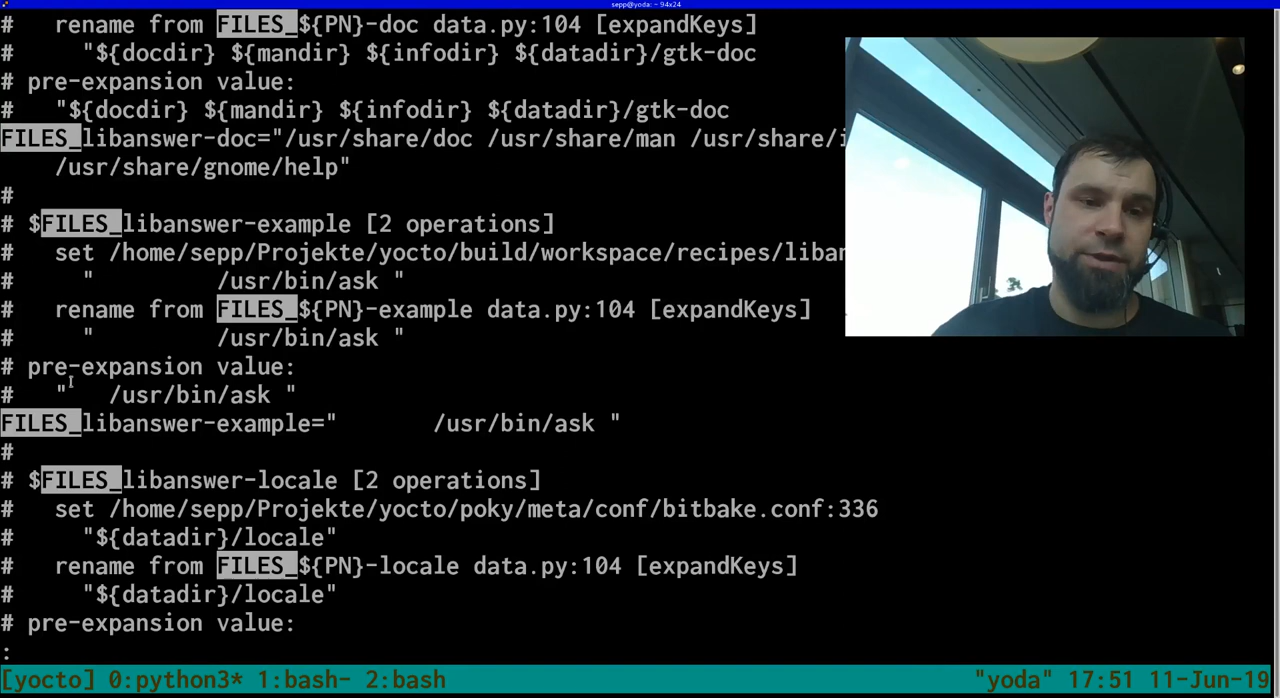 sepp@yoda: ~ 94x24
#   rename from FILES_${PN}-doc data.py:104 [expandKeys]
#     "${docdir} ${mandir} ${infodir} ${datadir}/gtk-doc
# pre-expansion value:
#   "${docdir} ${mandir} ${infodir} ${datadir}/gtk-doc
FILES_libanswer-doc="/usr/share/doc /usr/share/man /usr/share/i
    /usr/share/gnome/help"
#
# $FILES_libanswer-example [2 operations]
#   set /home/sepp/Projekte/yocto/build/workspace/recipes/liban
#     "         /usr/bin/ask "
#   rename from FILES_${PN}-example data.py:104 [expandKeys]
#     "         /usr/bin/ask "
# pre-expansion value:
#   "   /usr/bin/ask "
FILES_libanswer-example="       /usr/bin/ask "
#
# $FILES_libanswer-locale [2 operations]
#   set /home/sepp/Projekte/yocto/poky/meta/conf/bitbake.conf:336
#     "${datadir}/locale"
#   rename from FILES_${PN}-locale data.py:104 [expandKeys]
#     "${datadir}/locale"
# pre-expansion value:
:
[yocto] 0:python3* 1:bash- 2:bash "yoda" 17:51 11-Jun-19